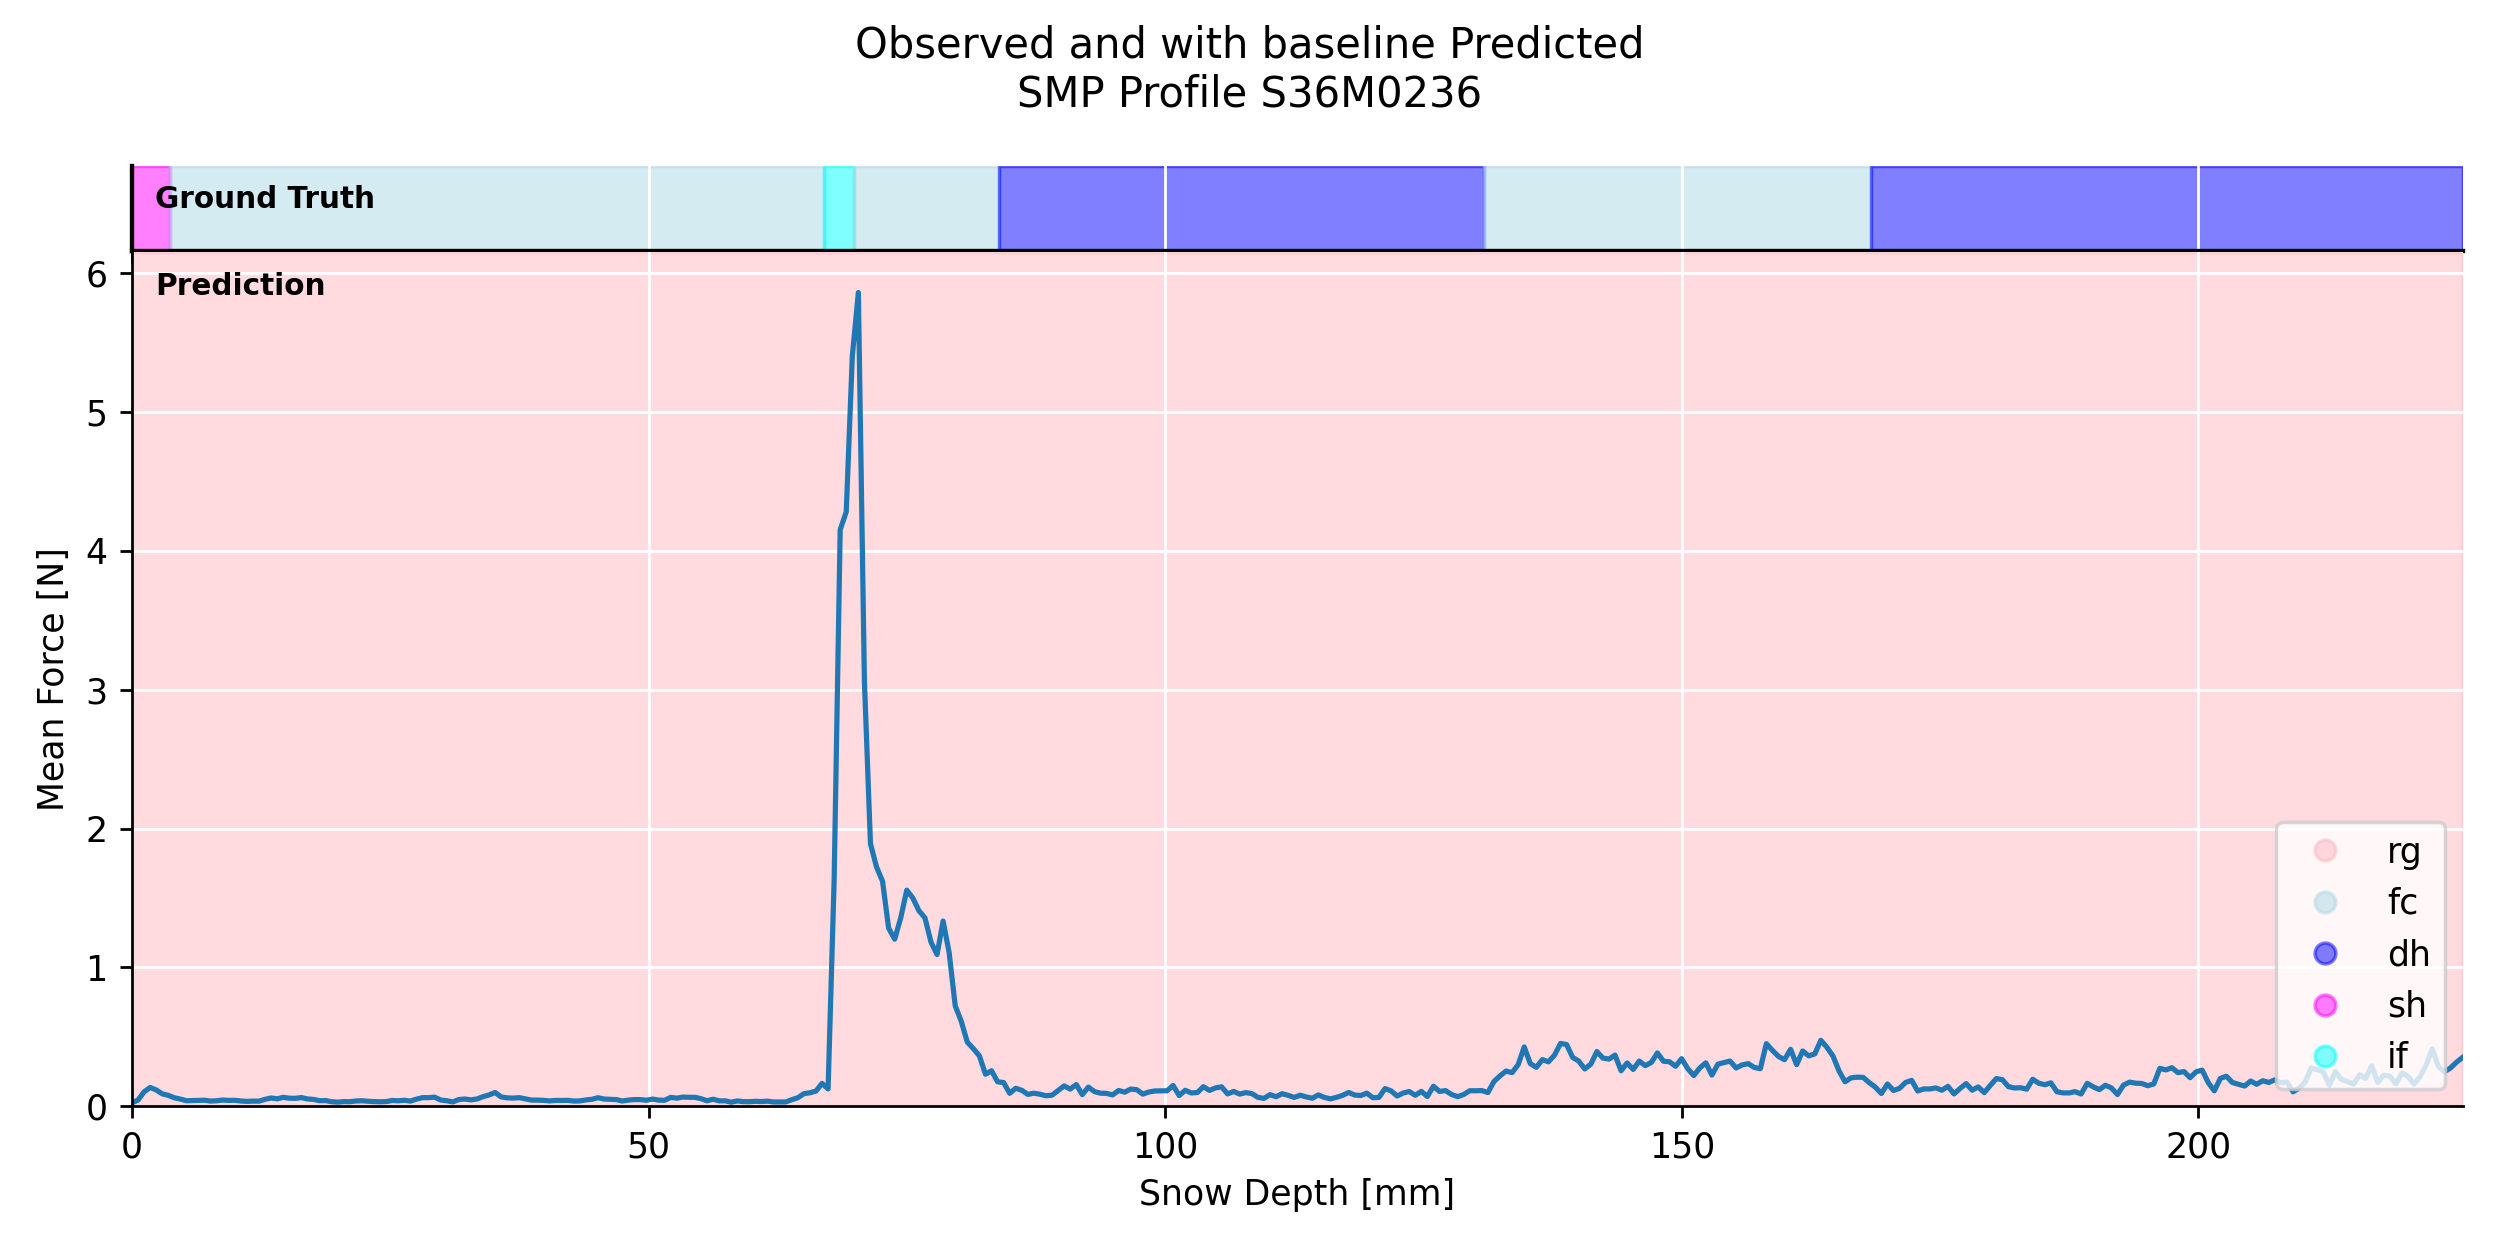 Observed and with baseline Predicted
SMP Profile S36M0236
Ground Truth
Prediction
6
5
4
3
2
1
0
Mean Force [N]
rg
fc
dh
sh
if
0 50 100 150 200
Snow Depth [mm]